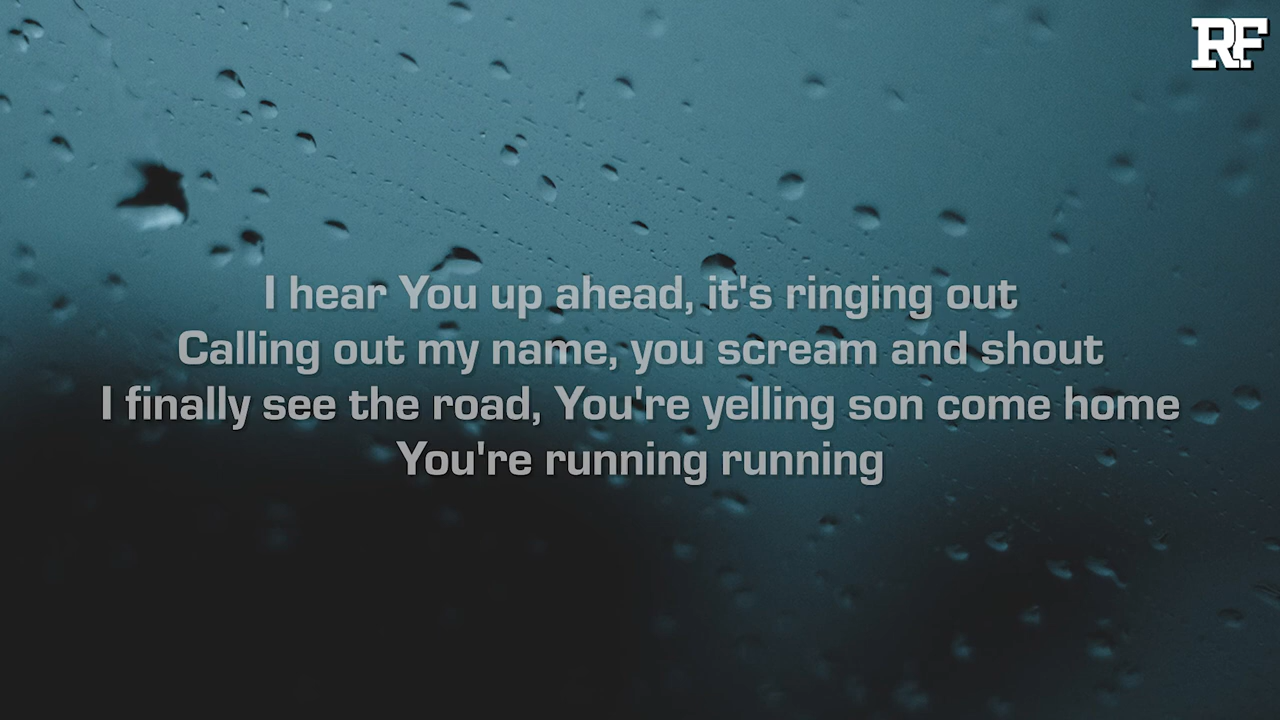 RF
I hear You up ahead, it's ringing out
Calling out my name, you scream and shout
I finally see the road, You're yelling son come home
You're running running